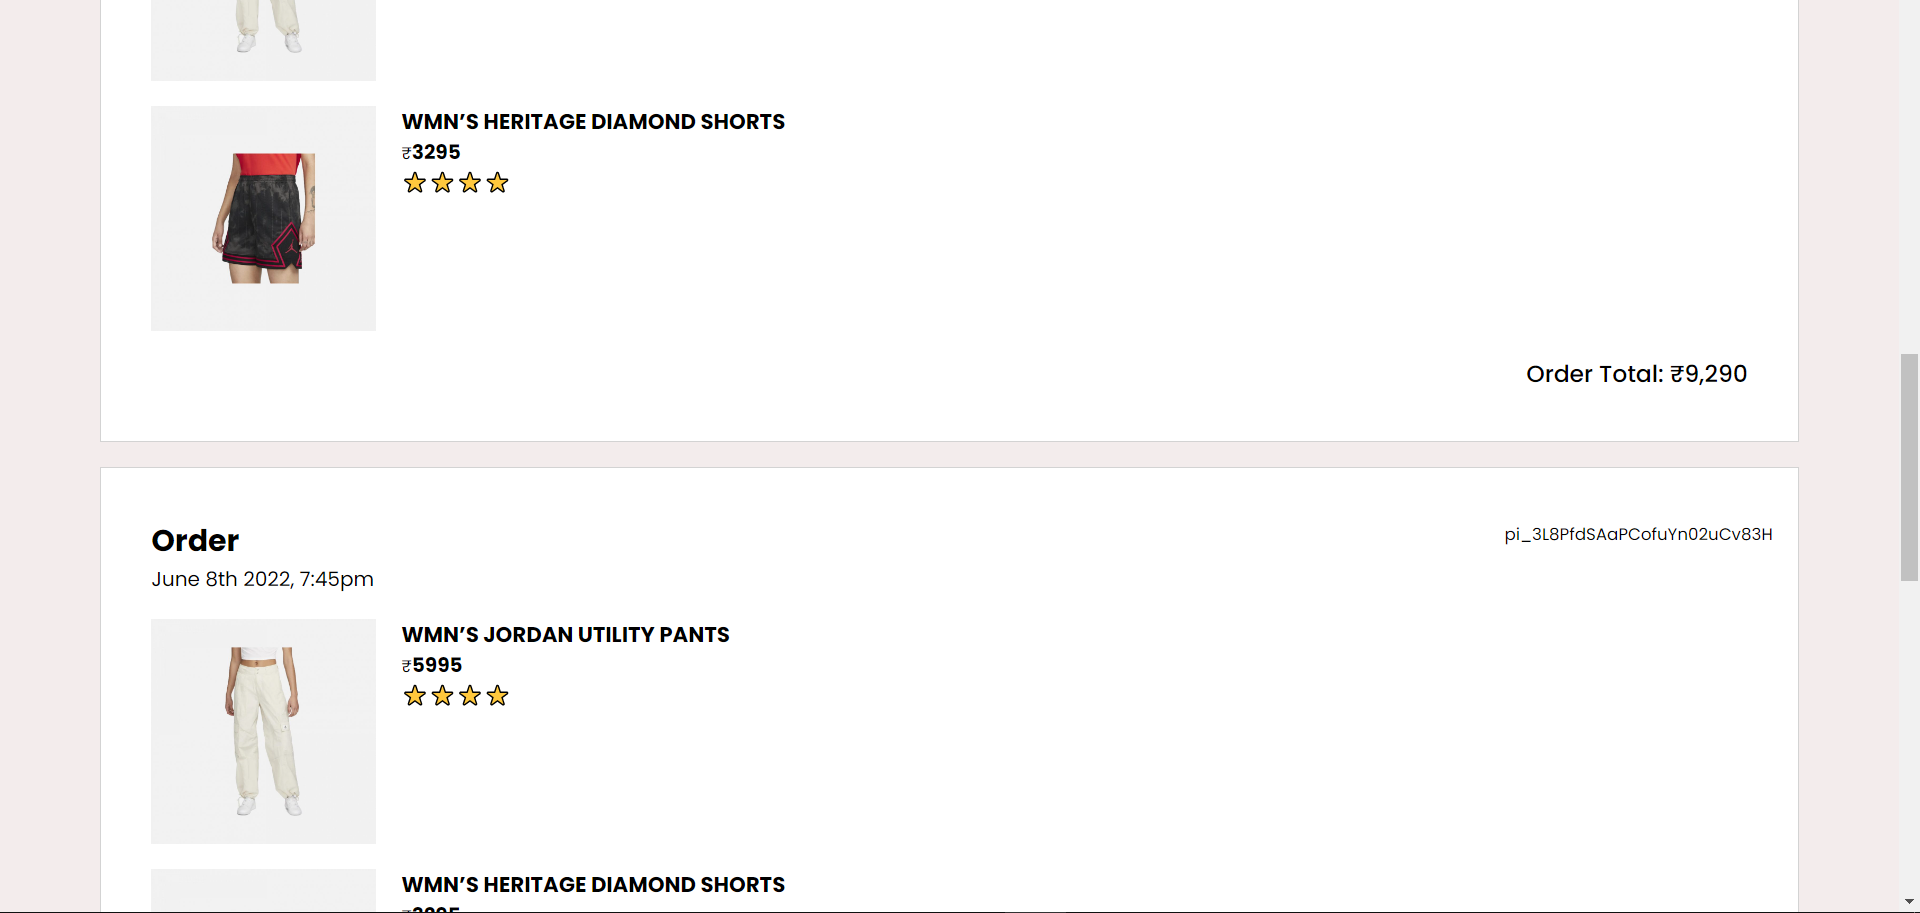 WMN’S HERITAGE DIAMOND SHORTS
₹3295
Order Total: ₹9,290
Order
pi_3L8PfdSAaPCofuYn02uCv83H
June 8th 2022, 7:45pm
WMN’S JORDAN UTILITY PANTS
₹5995
WMN’S HERITAGE DIAMOND SHORTS